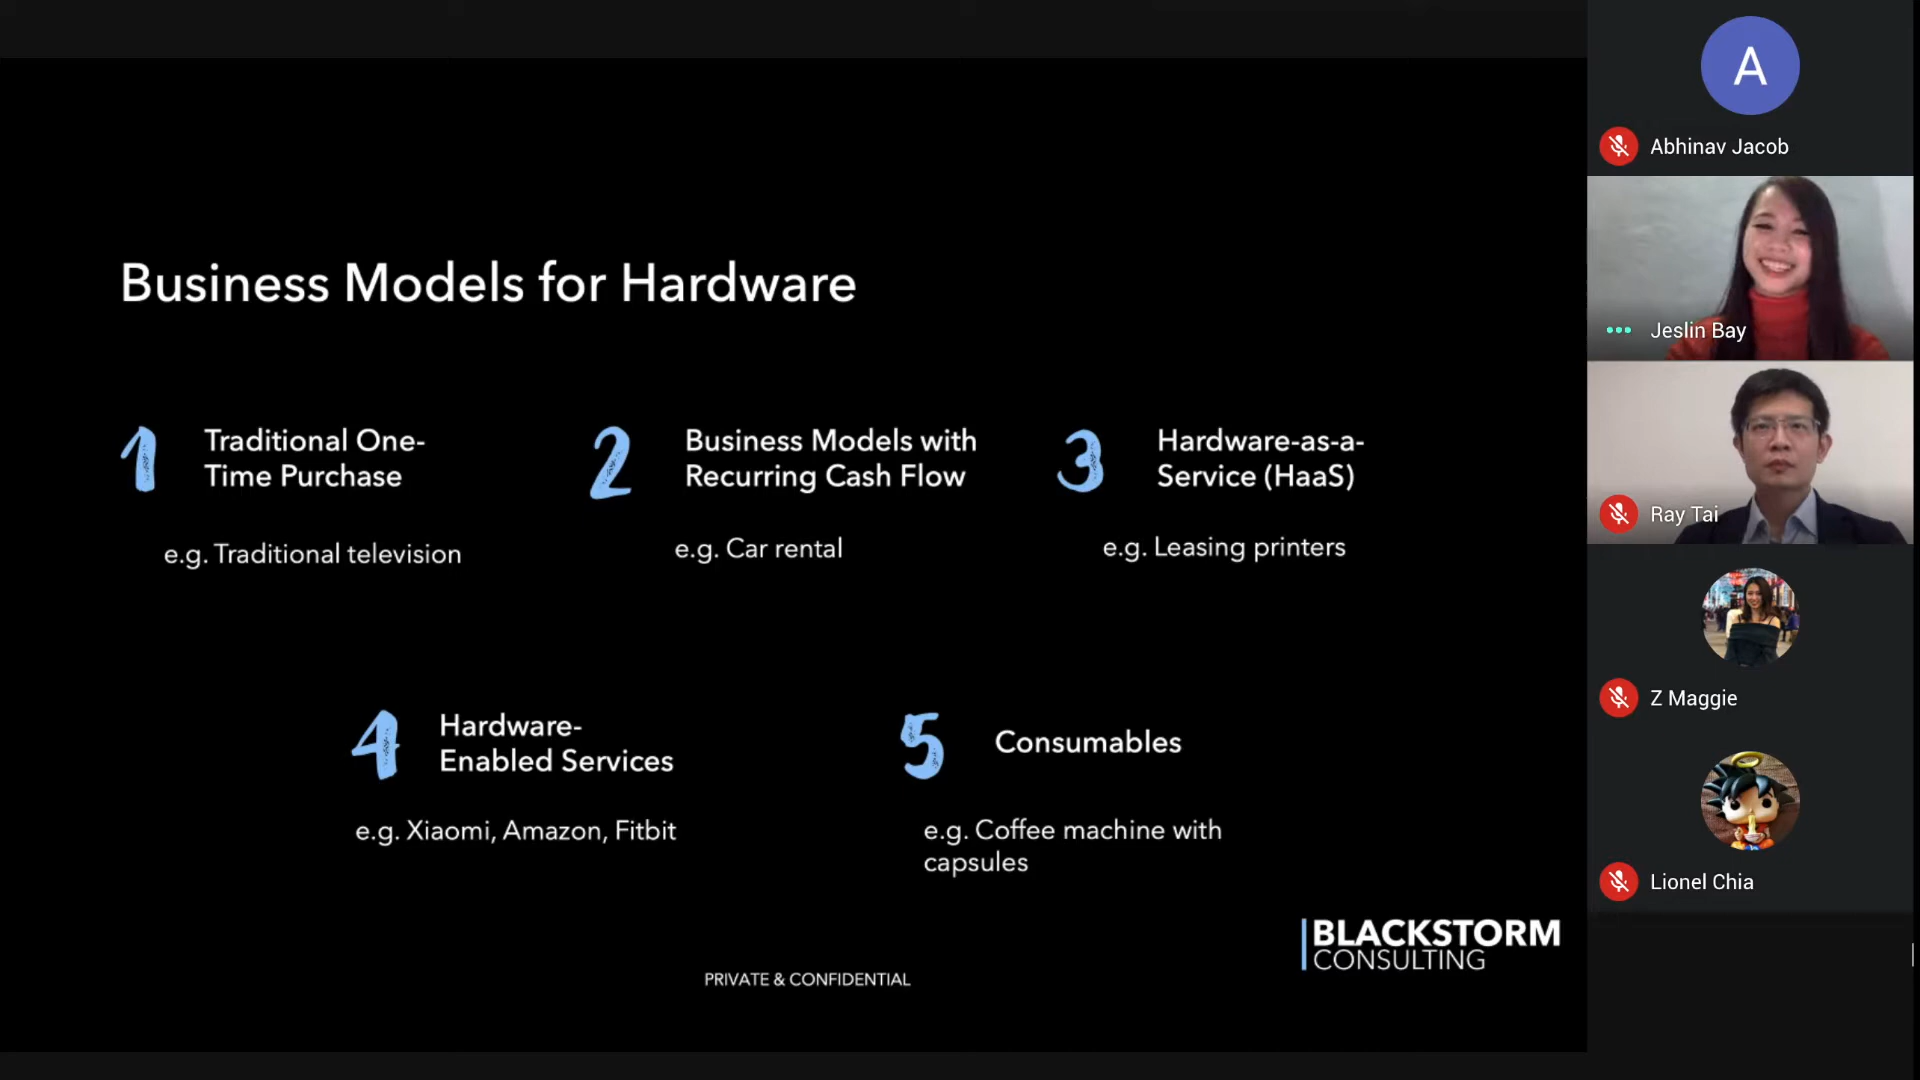 Business Models for Hardware
1
Traditional One-
Time Purchase
e.g. Traditional television
2
Business Models with
Recurring Cash Flow
e.g. Car rental
3
Hardware-as-a-
Service (HaaS)
e.g. Leasing printers
4
Hardware-
Enabled Services
e.g. Xiaomi, Amazon, Fitbit
5
Consumables
e.g. Coffee machine with
capsules
BLACKSTORM
CONSULTING
PRIVATE & CONFIDENTIAL
A
Abhinav Jacob
Jeslin Bay
Ray Tai
Z Maggie
Lionel Chia